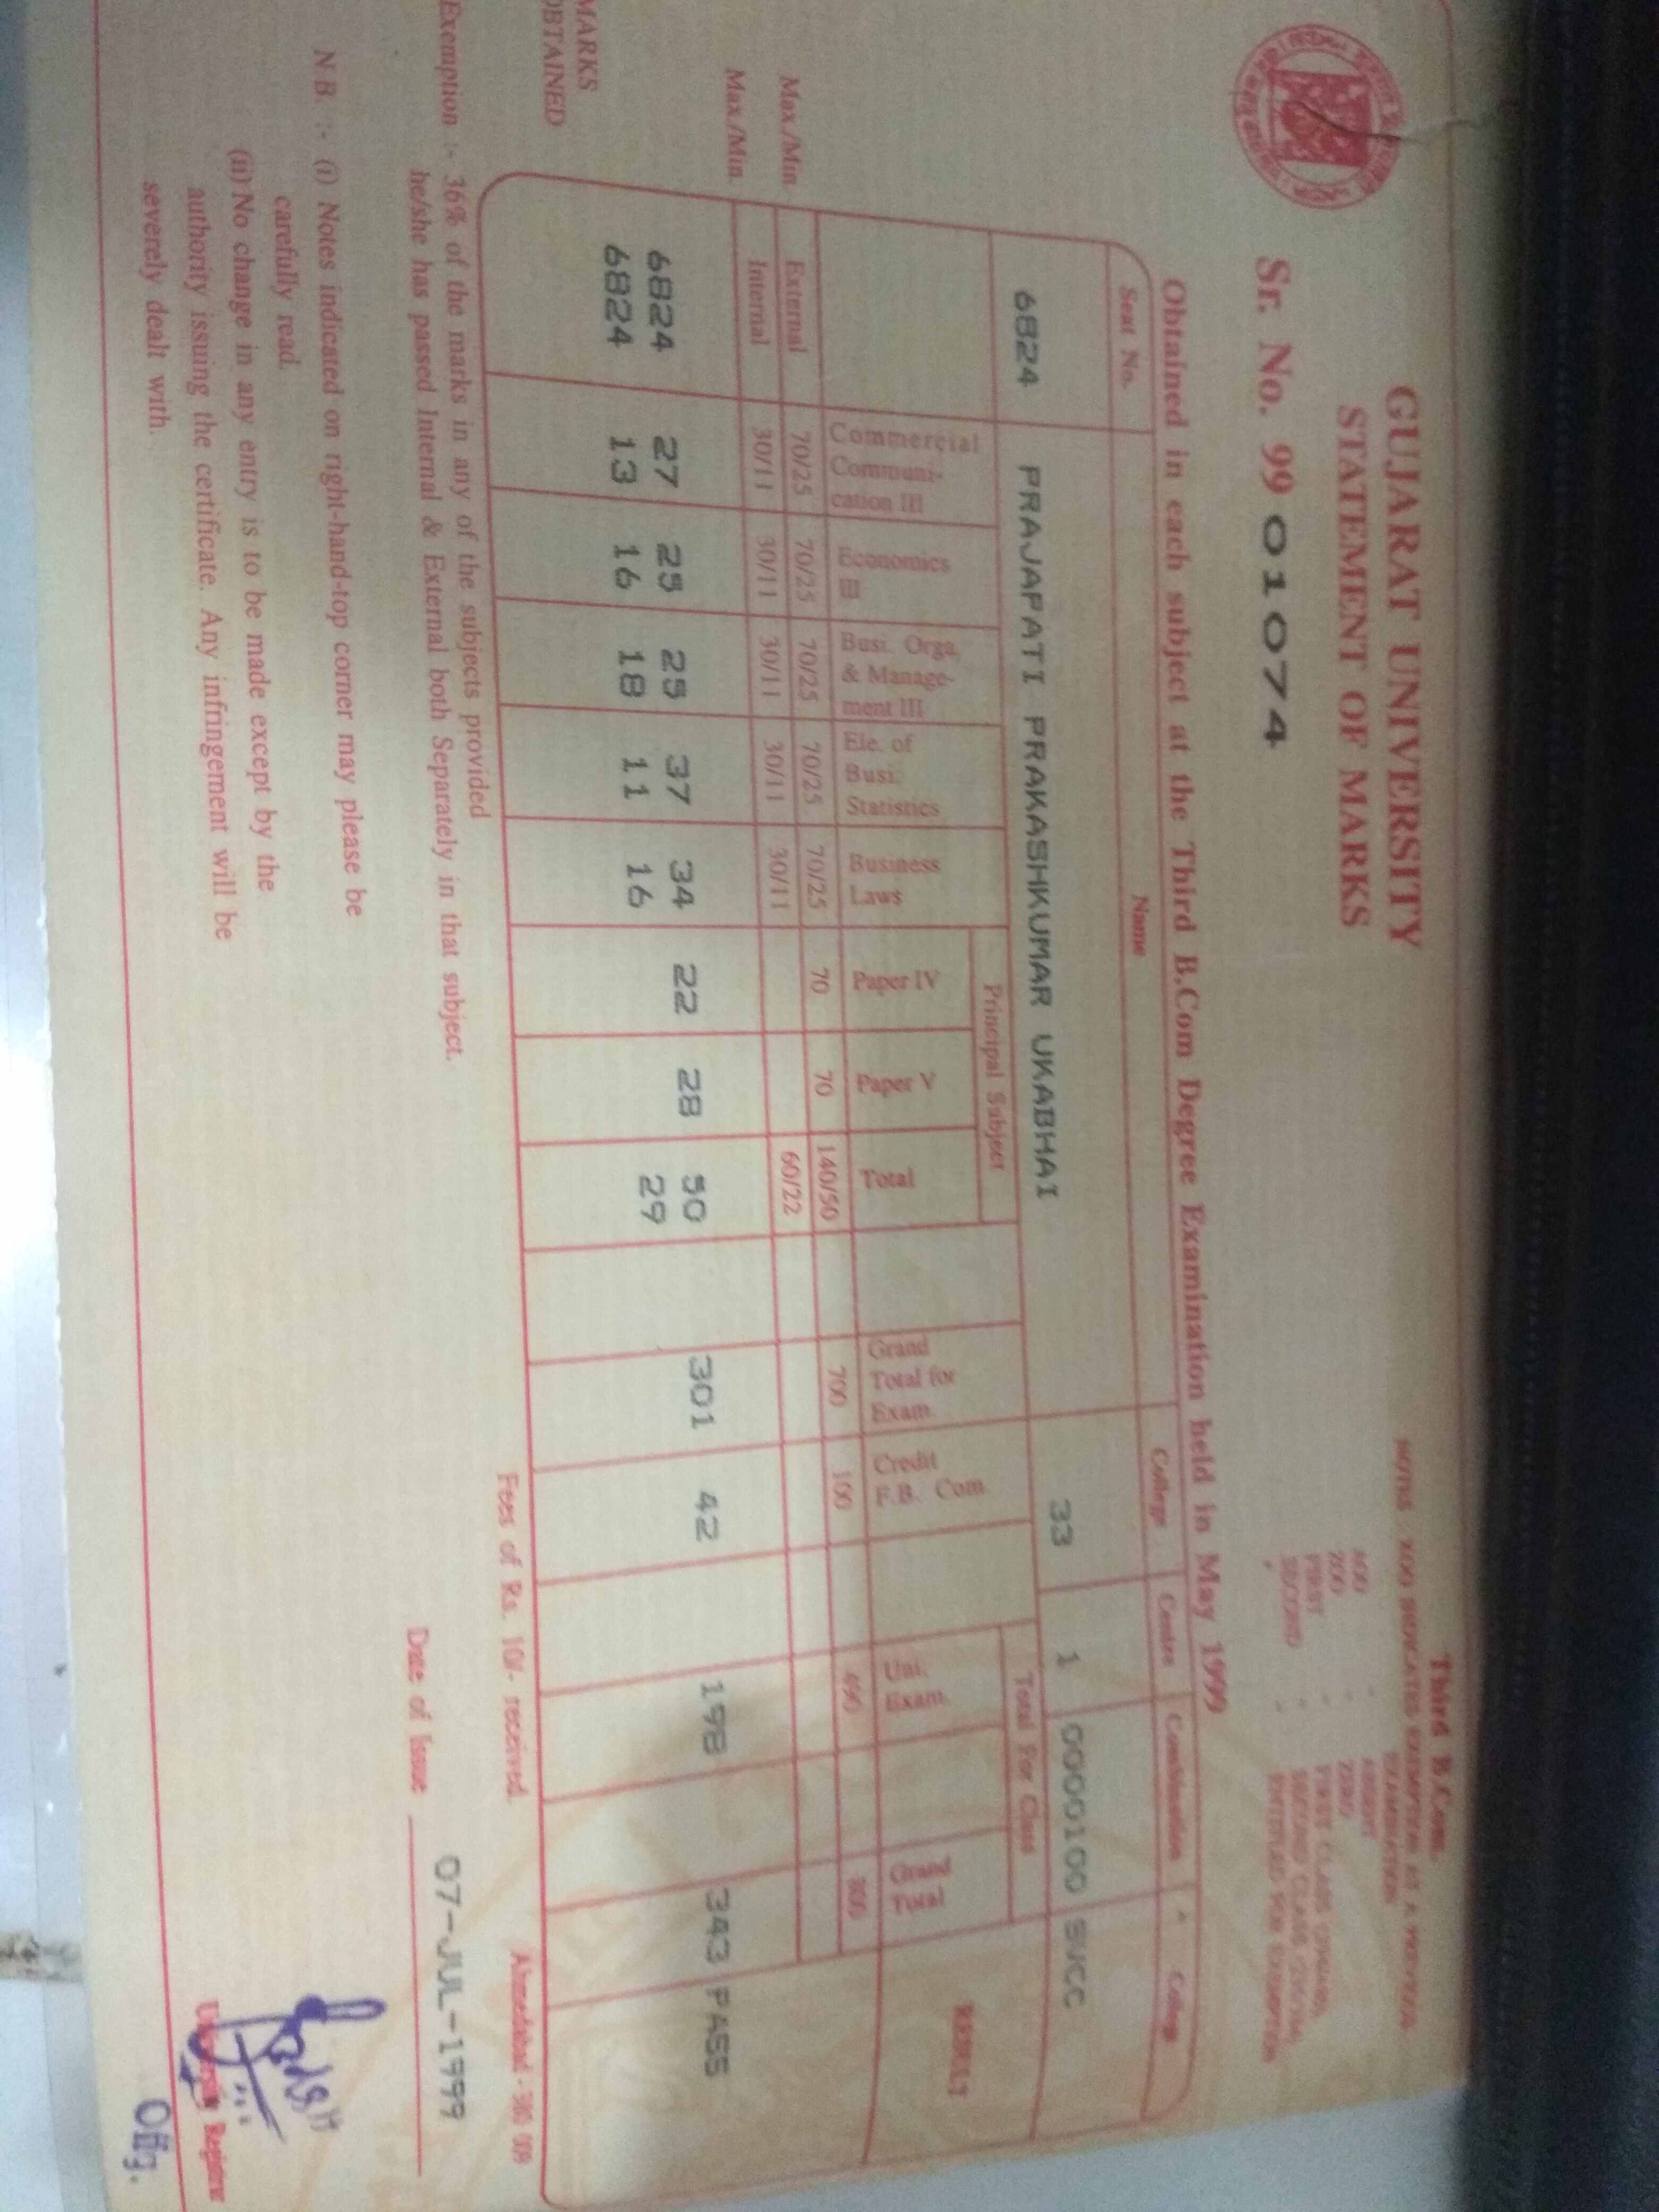 Third B.Com.
GUJARAT UNIVERSITY
STATEMENT OF MARKS
Sr. No. 99 01074
NOTES
FIRST
SECOND
Obtained in each subject at the Third B.Com Degree Examination held in May 1999
Seat No. Name College Centre Combination College
6824 PRAJAPATI PRAKASHKUMAR UKABHAI 33 1 0000100 SVCC
Principal Subject Total For Class RESULT
Commercial Communi- cation III Economics III Busi. Orga. & Manage- ment III Ele. of Busi. Statistics Business Laws Paper IV Paper V Total Grand Total for Exam. Credit F.B. Com. Uni. Exam. Grand Total
Max./Min. External 70/25 70/25 70/25 70/25 70/25 70 70 140/50 700 100 490 800
Max./Min. Internal 30/11 30/11 30/11 30/11 30/11 60/22
6824 27 25 25 37 34 22 28 50 301 42 198 343 PASS
6824 13 16 18 11 16 29
MARKS
OBTAINED
Exemption :- 36% of the marks in any of the subjects provided
he/she has passed Internal & External both Separately in that subject.
Fees of Rs. 10/- received.
Ahmedabad - 380 009
Date of Issue 07-JUL-1999
N.B. :- (i) Notes indicated on right-hand-top corner may please be
carefully read.
(ii) No change in any entry is to be made except by the
authority issuing the certificate. Any infringement will be
severely dealt with.
University Registrar
Offg.